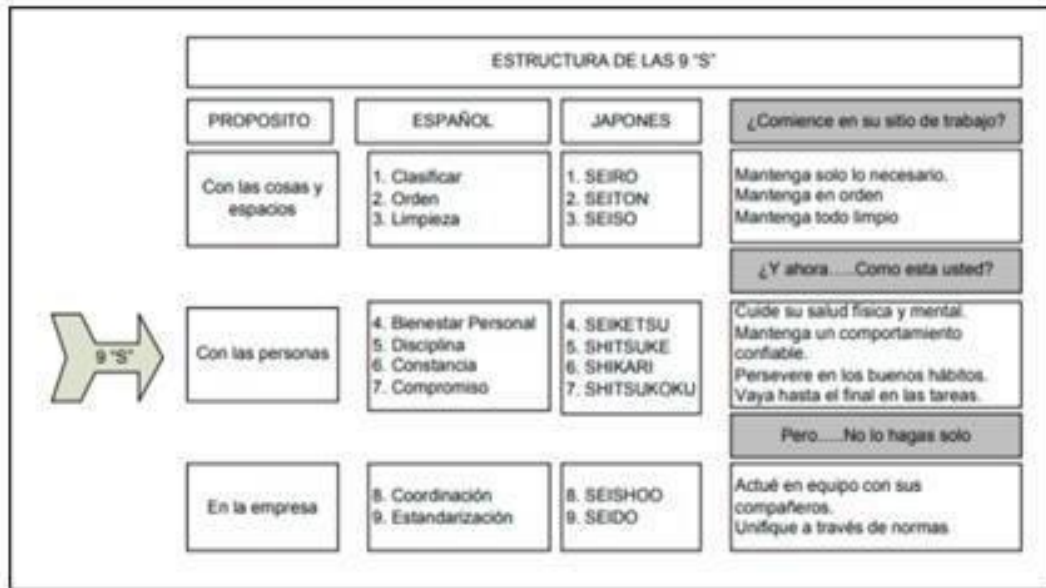 ESTRUCTURA DE LAS 9 "S"
PROPOSITO
ESPAÑOL
JAPONES
¿Comience en su sitio de trabajo?
Con las cosas y
espacios
1. Clasificar
2. Orden
3. Limpieza
1. SEIRO
2. SEITON
3. SEISO
Mantenga solo lo necesario.
Mantenga en orden
Mantenga todo limpio
¿Y ahora.....Como esta usted?
9 "S"
Con las personas
4. Bienestar Personal
5. Disciplina
6. Constancia
7. Compromiso
4. SEIKETSU
5. SHITSUKE
6. SHIKARI
7. SHITSUKOKU
Cuide su salud física y mental.
Mantenga un comportamiento
confiable.
Persevere en los buenos hábitos.
Vaya hasta el final en las tareas.
Pero.....No lo hagas solo
En la empresa
8. Coordinación
9. Estandarización
8. SEISHOO
9. SEIDO
Actué en equipo con sus
compañeros.
Unifique a través de normas